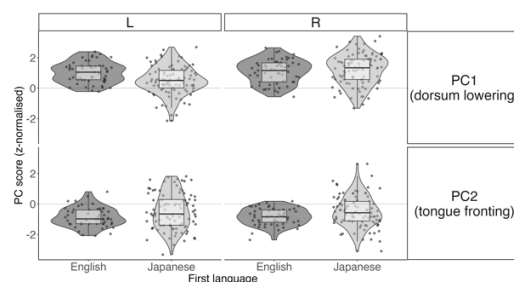 L R
2
0
-2
PC1
(dorsum lowering)
PC score (z-normalised)
2
0
-2
PC2
(tongue fronting)
English Japanese English Japanese
First language